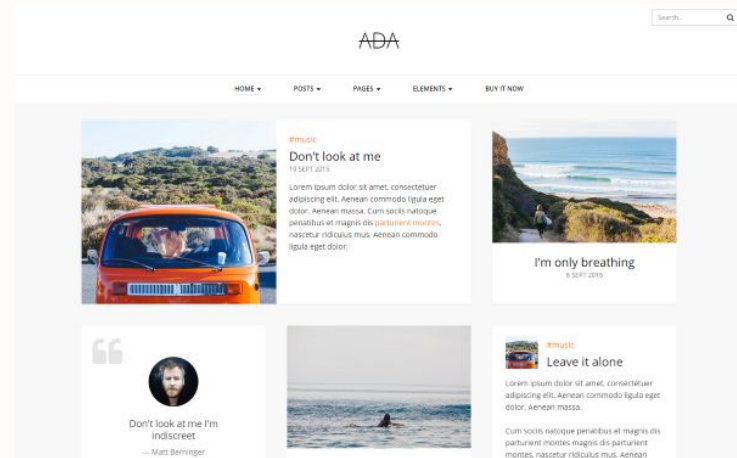 Search..
ADA
HOME POSTS PAGES ELEMENTS BUY IT NOW
#music
Don't look at me
19 SEPT 2015
Lorem ipsum dolor sit amet, consectetuer
adipiscing elit. Aenean commodo ligula eget
dolor. Aenean massa. Cum sociis natoque
penatibus et magnis dis parturient montes,
nascetur ridiculus mus. Aenean commodo
ligula eget dolor.
I'm only breathing
6 SEPT 2015
Don't look at me I'm
indiscreet
— Matt Berninger
#music
Leave it alone
Lorem ipsum dolor sit amet, consectetuer
adipiscing elit. Aenean commodo ligula eget
dolor. Aenean massa.
Cum sociis natoque penatibus et magnis dis
parturient montes magnis dis parturient
montes, nascetur ridiculus mus. Aenean